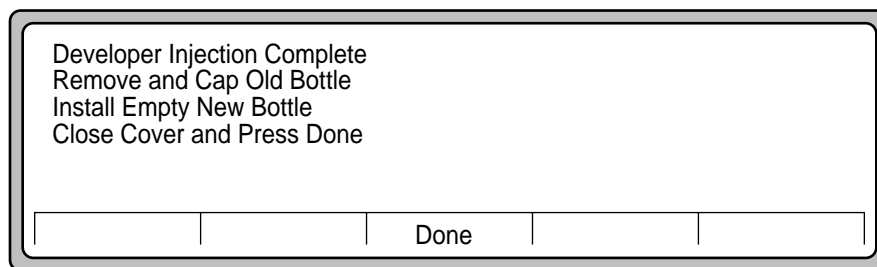 Developer Injection Complete
Remove and Cap Old Bottle
Install Empty New Bottle
Close Cover and Press Done
Done